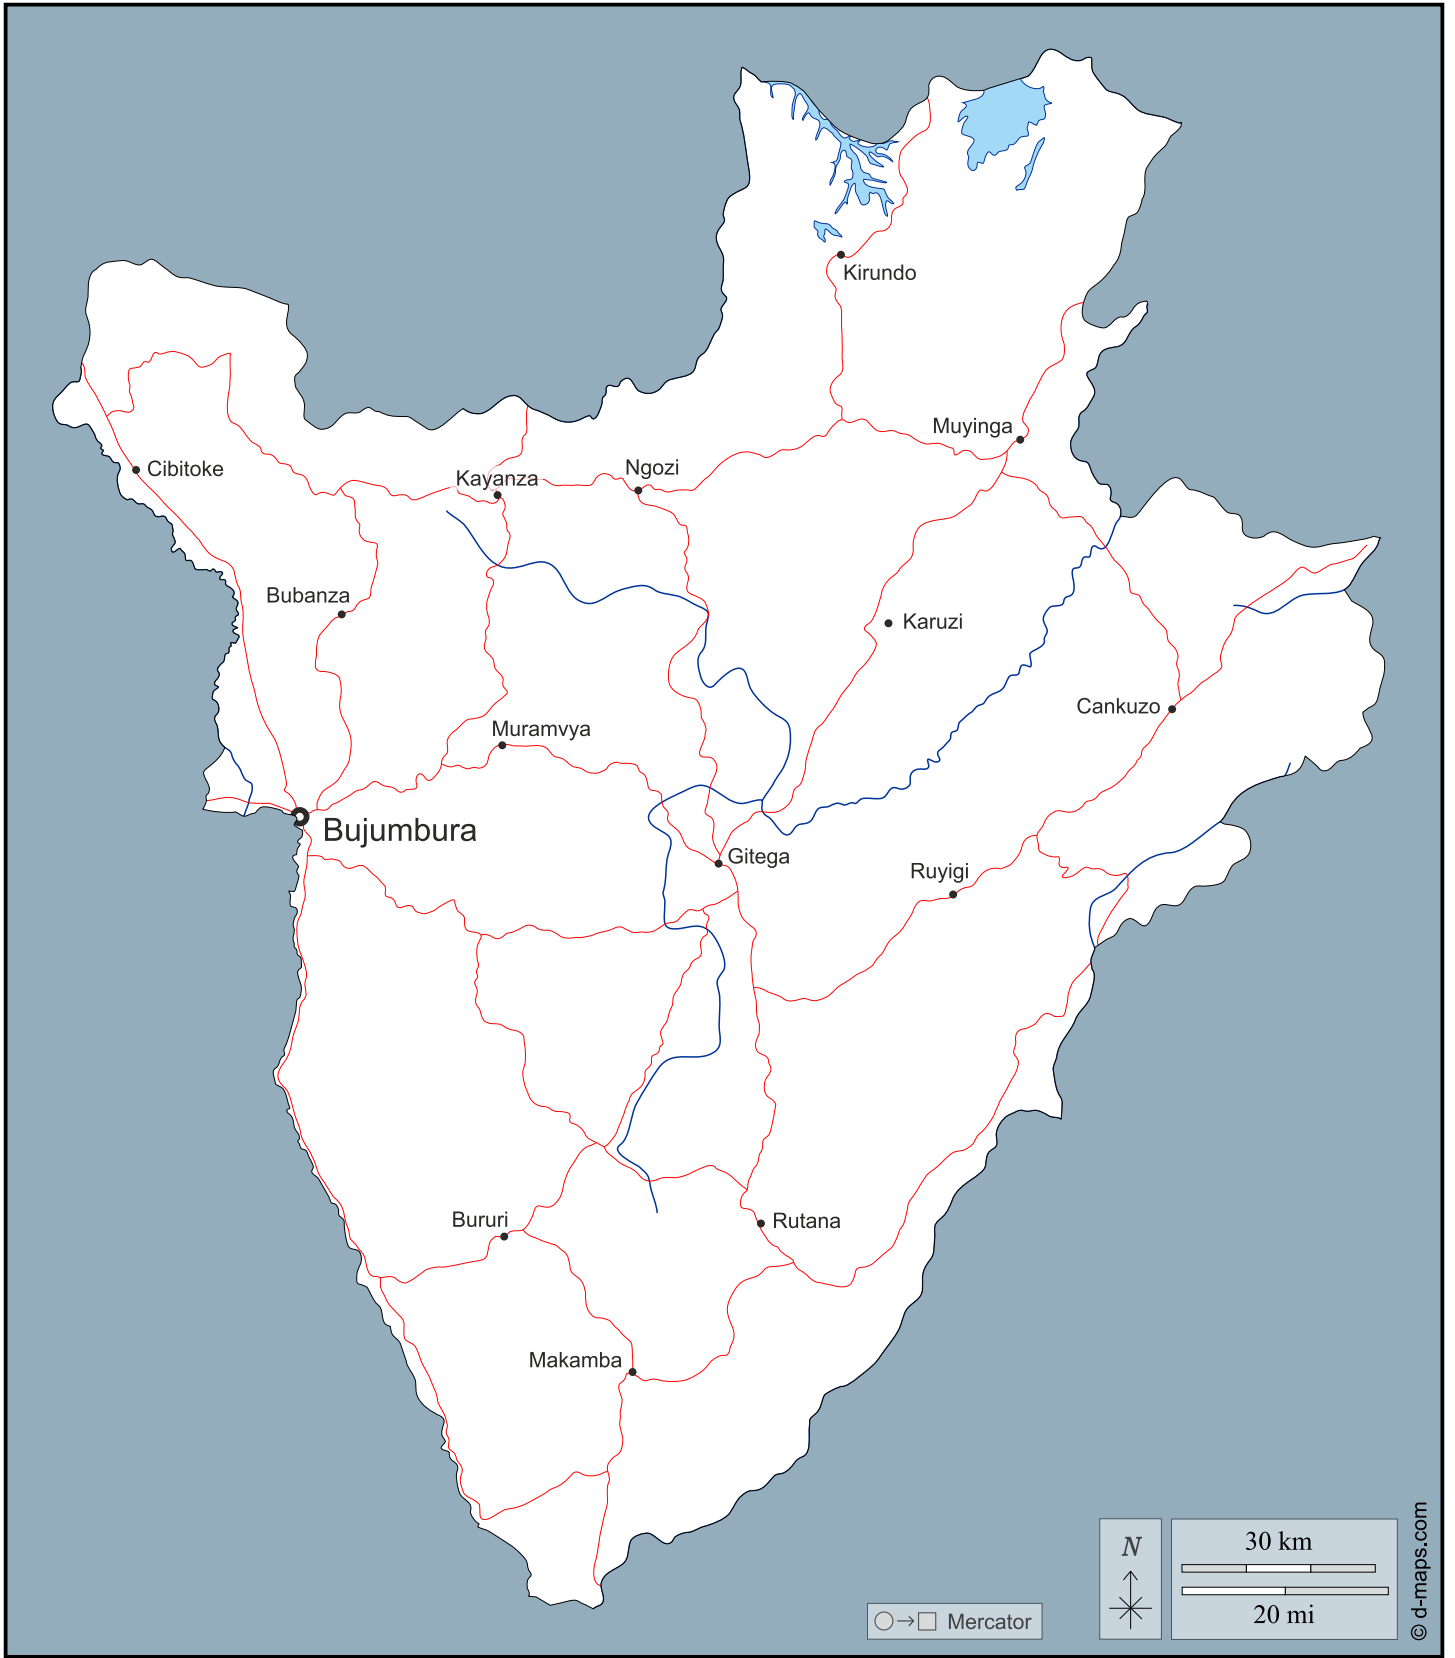 Kirundo
Muyinga
Cibitoke
Kayanza
Ngozi
Bubanza
Karuzi
Cankuzo
Muramvya
Bujumbura
Gitega
Ruyigi
Bururi
Rutana
Makamba
N
30 km
20 mi
Mercator
© d-maps.com